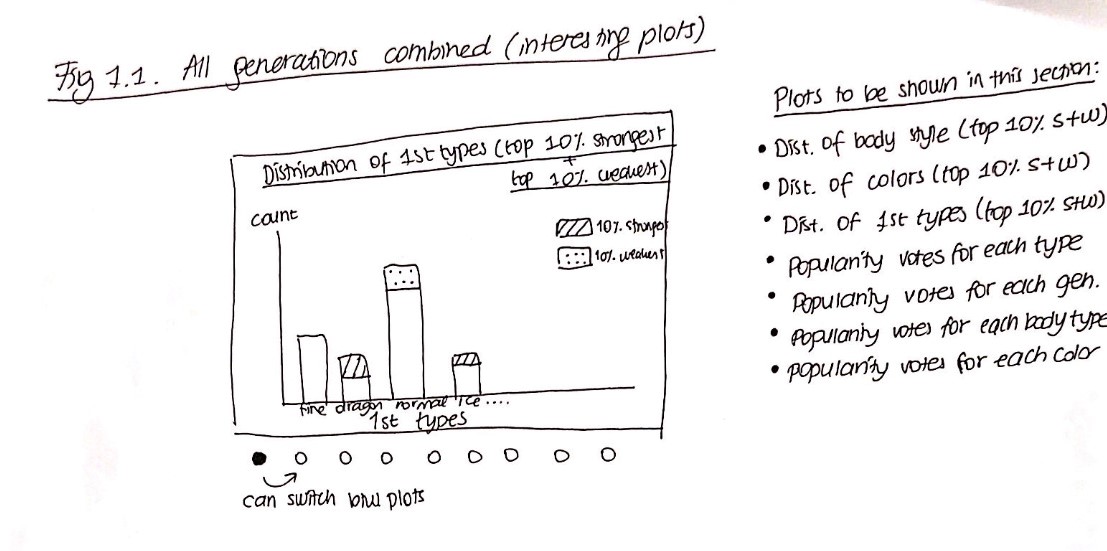 Fig 1.1. All generations combined (interesting plots)
Distribution of 1st types (top 10% strongest
+
top 10% weakest)
count
10% strongest
10% weakest
fire dragon normal ice ....
1st types
can switch btw plots
Plots to be shown in this section:
• Dist. of body style (top 10% s+w)
• Dist. of colors (top 10% s+w)
• Dist. of 1st types (top 10% s+w)
• Popularity votes for each type
• Popularity votes for each gen.
• Popularity votes for each body type
• popularity votes for each color